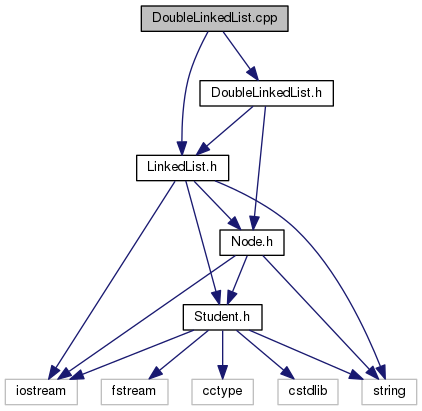 DoubleLinkedList.cpp
DoubleLinkedList.h
LinkedList.h
Node.h
Student.h
iostream
fstream
cctype
cstdlib
string